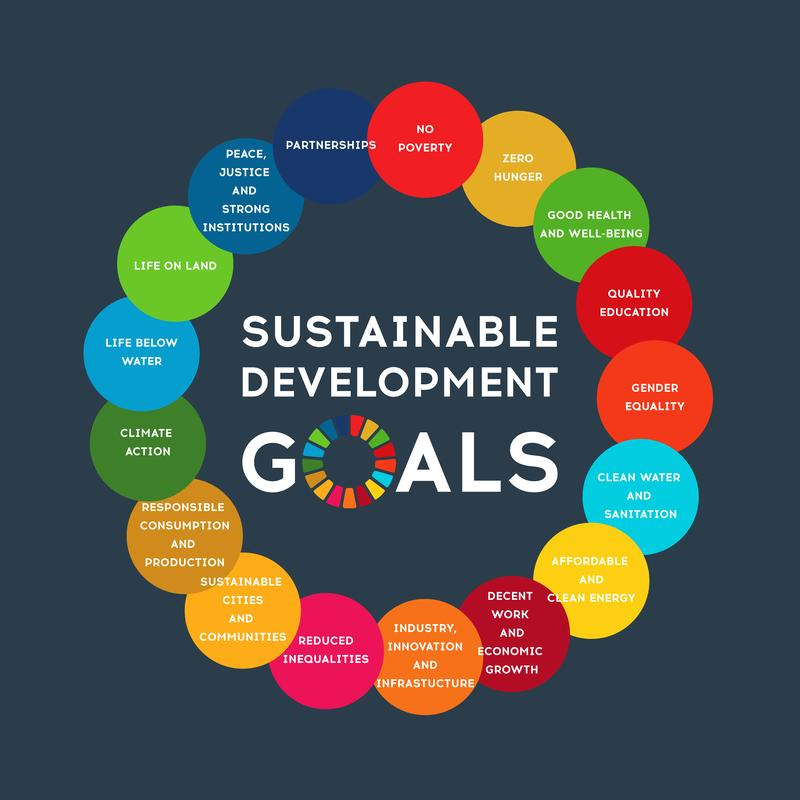 SUSTAINABLE
DEVELOPMENT
GOALS
NO
POVERTY
ZERO
HUNGER
GOOD HEALTH
AND WELL-BEING
QUALITY
EDUCATION
GENDER
EQUALITY
CLEAN WATER
AND
SANITATION
AFFORDABLE
AND
CLEAN ENERGY
DECENT
WORK
AND
ECONOMIC
GROWTH
INDUSTRY,
INNOVATION
AND
INFRASTUCTURE
REDUCED
INEQUALITIES
SUSTAINABLE
CITIES
AND
COMMUNITIES
RESPONSIBLE
CONSUMPTION
AND
PRODUCTION
CLIMATE
ACTION
LIFE BELOW
WATER
LIFE ON LAND
PEACE,
JUSTICE
AND
STRONG
INSTITUTIONS
PARTNERSHIPS